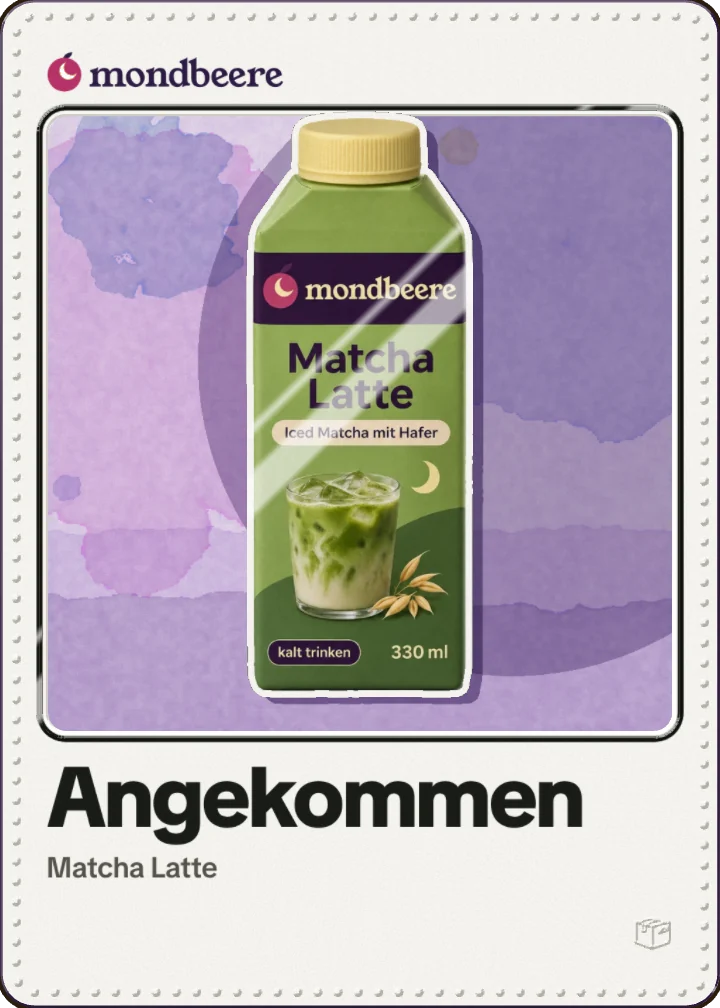 mondbeere
mondbeere
Matcha
Latte
Iced Matcha mit Hafer
kalt trinken
330 ml
Angekommen
Matcha Latte